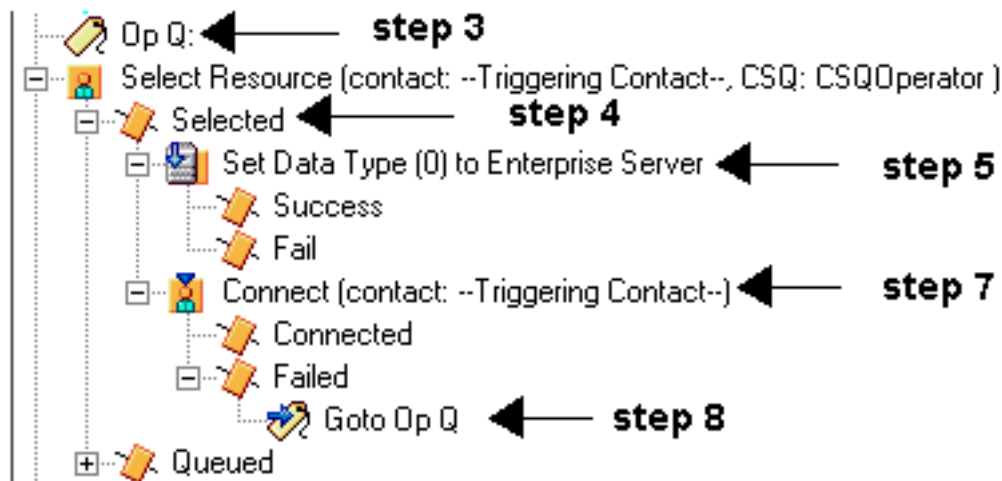 Op Q: step 3
Select Resource (contact: --Triggering Contact--, CSQ: CSQOperator )
Selected step 4
Set Data Type (0) to Enterprise Server step 5
Success
Fail
Connect (contact: --Triggering Contact--) step 7
Connected
Failed
Goto Op Q step 8
Queued